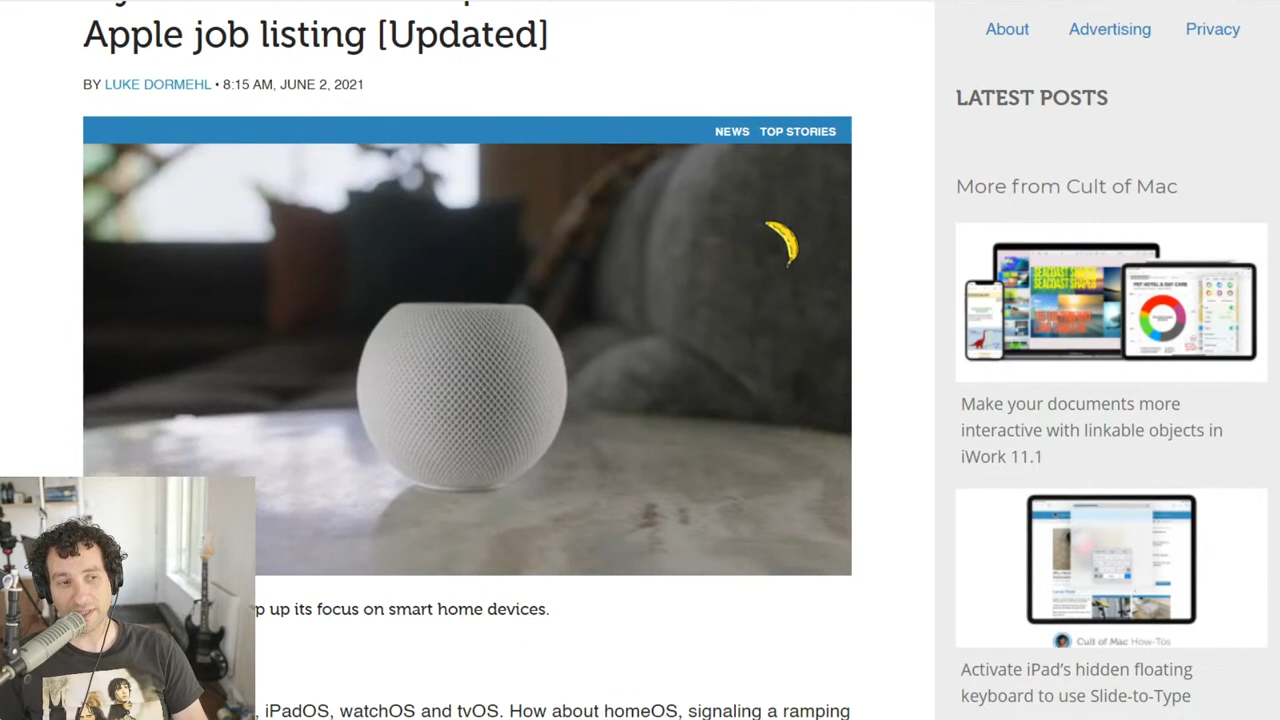 Apple job listing [Updated]
BY LUKE DORMEHL • 8:15 AM, JUNE 2, 2021
NEWS TOP STORIES
p up its focus on smart home devices.
, iPadOS, watchOS and tvOS. How about homeOS, signaling a ramping
About Advertising Privacy
LATEST POSTS
More from Cult of Mac
Make your documents more
interactive with linkable objects in
iWork 11.1
Cult of Mac How-Tos
Activate iPad's hidden floating
keyboard to use Slide-to-Type